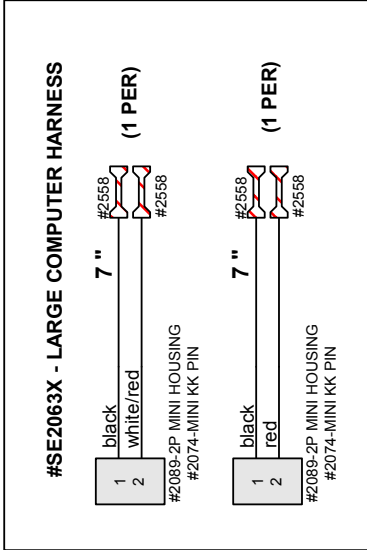 #SE2063X - LARGE COMPUTER HARNESS
black
white/red
1
2
7 "
#2558
#2558
(1 PER)
#2089-2P MINI HOUSING
#2074-MINI KK PIN
black
red
1
2
7 "
#2558
#2558
(1 PER)
#2089-2P MINI HOUSING
#2074-MINI KK PIN